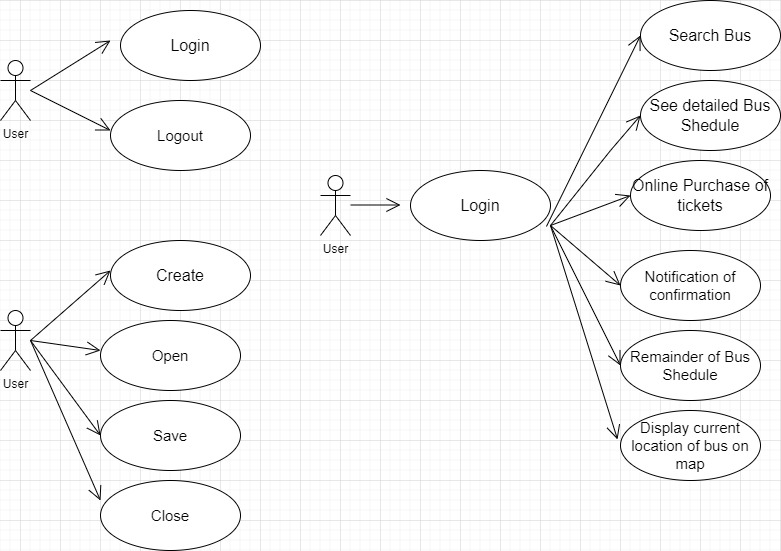 Login
User
Logout
Create
User
Open
Save
Close
User
Login
Search Bus
See detailed Bus
Shedule
Online Purchase of
tickets
Notification of
confirmation
Remainder of Bus
Shedule
Display current
location of bus on
map